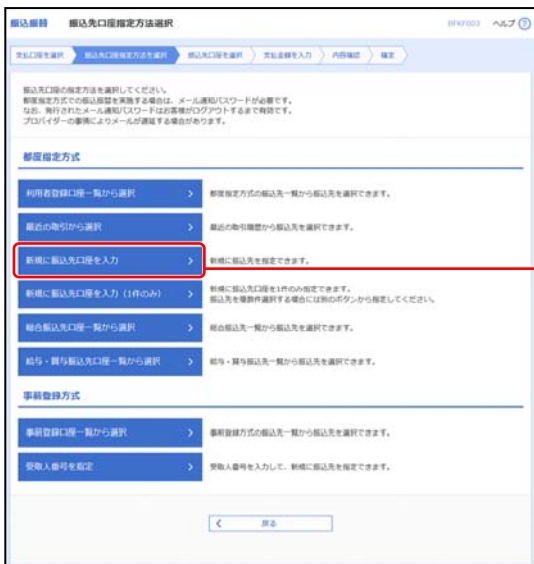 振込振替 振込先口座指定方法選択 BFKF003 ヘルプ ?
支払口座を選択 振込先口座指定方法を選択 振込先口座を選択 支払金額を入力 内容確認 確定
振込先口座の指定方法を選択してください。
都度指定方式での振込振替を実施する場合は、メール通知パスワードが必要です。
なお、発行されたメール通知パスワードはお客様がログアウトするまで有効です。
プロバイダーの事情によりメールが遅延する場合があります。
都度指定方式
利用者登録口座一覧から選択 都度指定方式の振込先一覧から振込先を選択できます。
最近の取引から選択 最近の取引履歴から振込先を選択できます。
新規に振込先口座を入力 新規に振込先を指定できます。
新規に振込先口座を入力（1件のみ） 新規に振込先口座を1件のみ指定できます。
振込先を複数件選択する場合には別のボタンから指定してください。
総合振込先口座一覧から選択 総合振込先一覧から振込先を選択できます。
給与・賞与振込先口座一覧から選択 給与・賞与振込先一覧から振込先を選択できます。
事前登録方式
事前登録口座一覧から選択 事前登録方式の振込先一覧から振込先を選択できます。
受取人番号を指定 受取人番号を入力して、新規に振込先を指定できます。
戻る